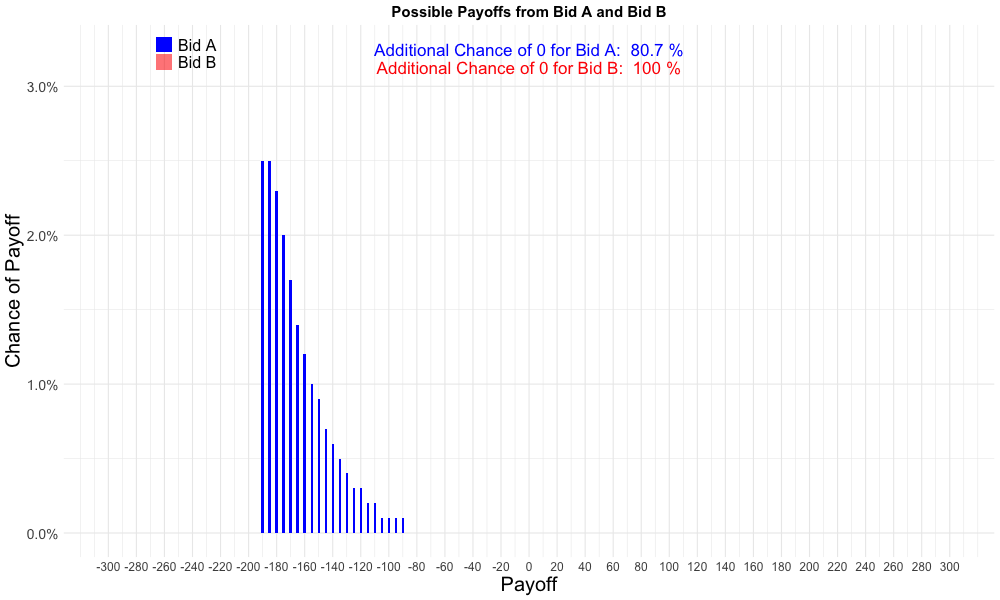 Possible Payoffs from Bid A and Bid B
Bid A
Bid B
Additional Chance of 0 for Bid A:  80.7 %
Additional Chance of 0 for Bid B:  100 %
Chance of Payoff
3.0%
2.0%
1.0%
0.0%
-300 -280 -260 -240 -220 -200 -180 -160 -140 -120 -100 -80 -60 -40 -20 0 20 40 60 80 100 120 140 160 180 200 220 240 260 280 300
Payoff